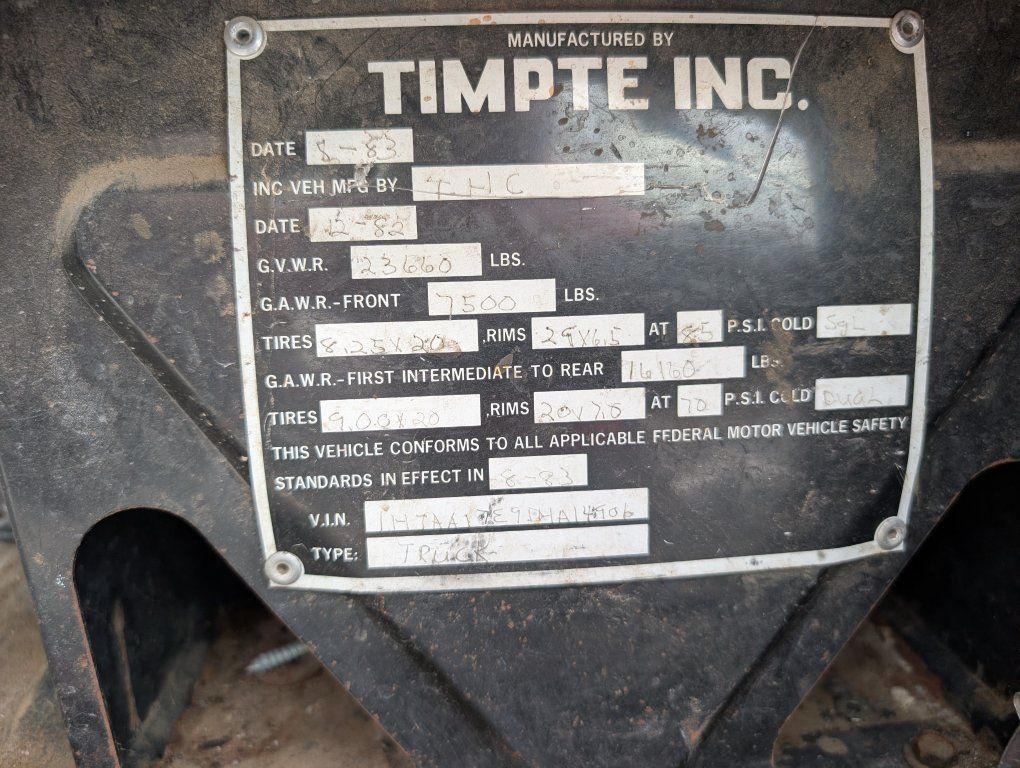 MANUFACTURED BY
TIMPTE INC.
DATE 8-83
INC VEH MFG BY IHC
DATE 12-82
G.V.W.R. 23660 LBS.
G.A.W.R.-FRONT 7500 LBS.
TIRES 8.25X20 ,RIMS 29X6.5 AT 85 P.S.I. COLD SgL
G.A.W.R.-FIRST INTERMEDIATE TO REAR 16160 LBS.
TIRES 9.00X20 ,RIMS 20X7.0 AT 70 P.S.I. COLD DUAL
THIS VEHICLE CONFORMS TO ALL APPLICABLE FEDERAL MOTOR VEHICLE SAFETY
STANDARDS IN EFFECT IN 8-83
V.I.N.
TYPE: TRUCK